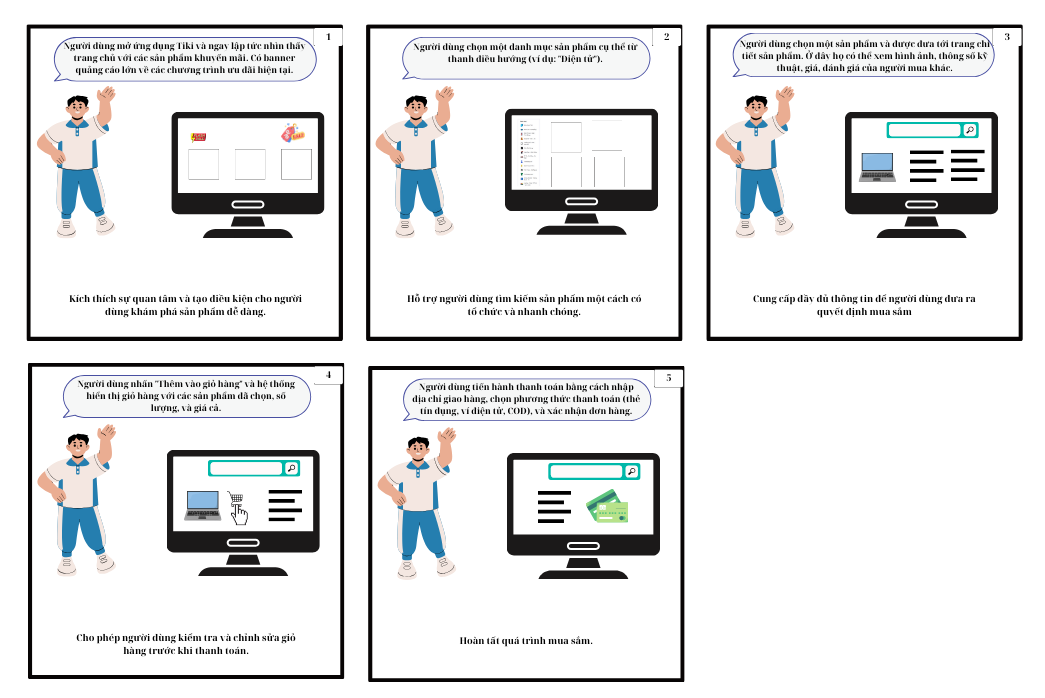 1
Người dùng mở ứng dụng Tiki và ngay lập tức nhìn thấy
trang chủ với các sản phẩm khuyến mãi. Có banner
quảng cáo lớn về các chương trình ưu đãi hiện tại.
Kích thích sự quan tâm và tạo điều kiện cho người
dùng khám phá sản phẩm dễ dàng.
2
Người dùng chọn một danh mục sản phẩm cụ thể từ
thanh điều hướng (ví dụ: "Điện tử").
Hỗ trợ người dùng tìm kiếm sản phẩm một cách có
tổ chức và nhanh chóng.
3
Người dùng chọn một sản phẩm và được đưa tới trang chi
tiết sản phẩm. Ở đây họ có thể xem hình ảnh, thông số kỹ
thuật, giá, đánh giá của người mua khác.
Cung cấp đầy đủ thông tin để người dùng đưa ra
quyết định mua sắm
4
Người dùng nhấn "Thêm vào giỏ hàng" và hệ thống
hiển thị giỏ hàng với các sản phẩm đã chọn, số
lượng, và giá cả.
Cho phép người dùng kiểm tra và chỉnh sửa giỏ
hàng trước khi thanh toán.
5
Người dùng tiến hành thanh toán bằng cách nhập
địa chỉ giao hàng, chọn phương thức thanh toán (thẻ
tín dụng, ví điện tử, COD), và xác nhận đơn hàng.
Hoàn tất quá trình mua sắm.